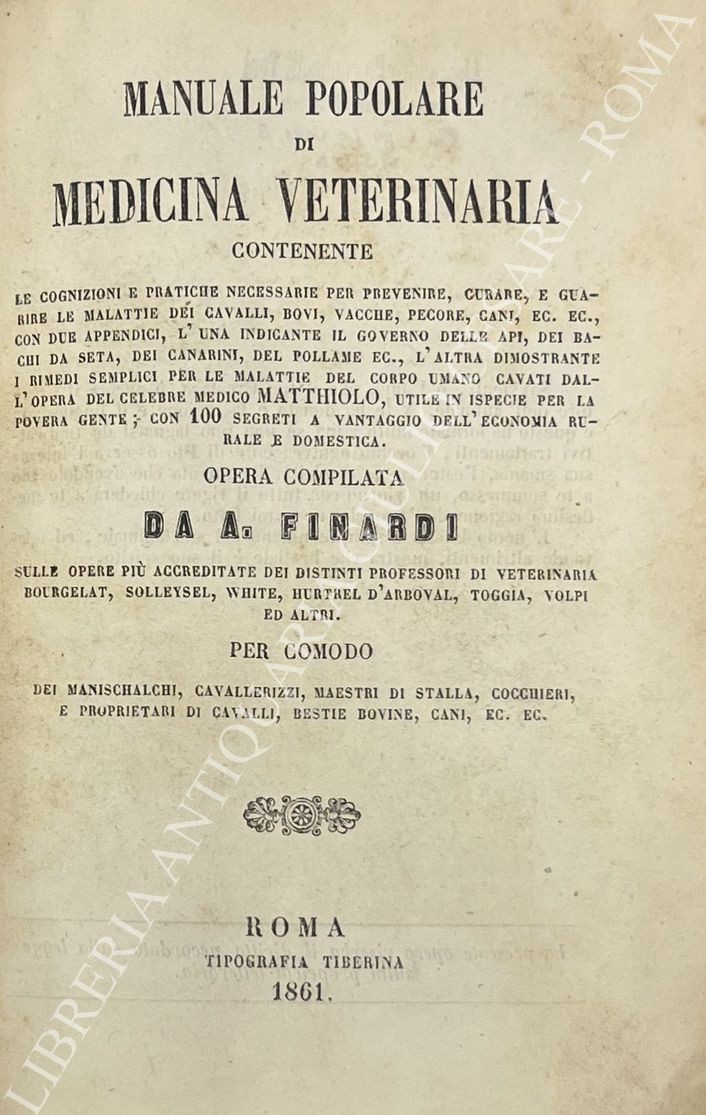 MANUALE POPOLARE
DI
MEDICINA VETERINARIA
CONTENENTE
LE COGNIZIONI E PRATICHE NECESSARIE PER PREVENIRE, CURARE, E GUA-
RIRE LE MALATTIE DEI CAVALLI, BOVI, VACCHE, PECORE, CANI, EC. EC.,
CON DUE APPENDICI, L'UNA INDICANTE IL GOVERNO DELLE API, DEI BA-
CHI DA SETA, DEI CANARINI, DEL POLLAME EC., L'ALTRA DIMOSTRANTE
I RIMEDI SEMPLICI PER LE MALATTIE DEL CORPO UMANO CAVATI DAL-
L'OPERA DEL CELEBRE MEDICO MATTHIOLO, UTILE IN ISPECIE PER LA
POVERA GENTE; CON 100 SEGRETI A VANTAGGIO DELL'ECONOMIA RU-
RALE E DOMESTICA.
OPERA COMPILATA
DA A. FINARDI
SULLE OPERE PIÙ ACCREDITATE DEI DISTINTI PROFESSORI DI VETERINARIA
BOURGELAT, SOLLEYSEL, WHITE, HURTREL D'ARBOVAL, TOGGIA, VOLPI
ED ALTRI.
PER COMODO
DEI MANISCHALCHI, CAVALLERIZZI, MAESTRI DI STALLA, COCCHIERI,
E PROPRIETARI DI CAVALLI, BESTIE BOVINE, CANI, EC. EC.
ROMA
TIPOGRAFIA TIBERINA
1861.
LIBRERIA ANTIQUARIA GIULIO CESARE - ROMA